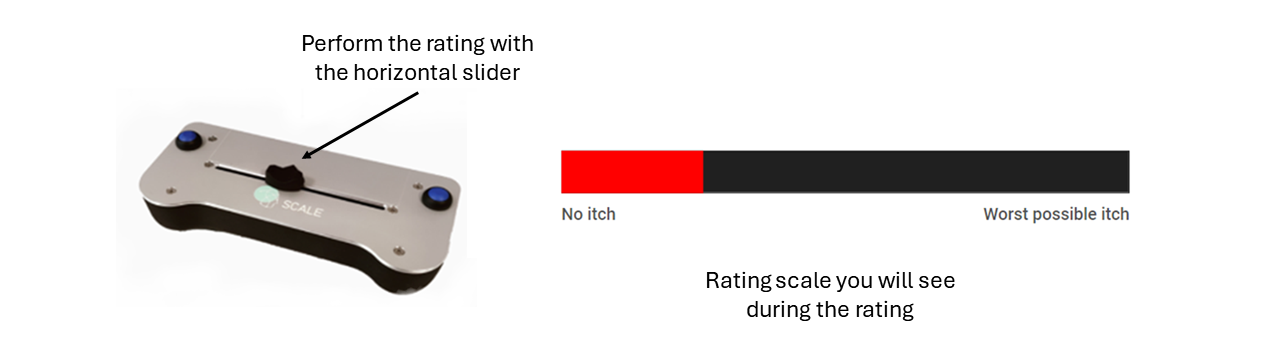 Perform the rating with
the horizontal slider
SCALE
No itch
Worst possible itch
Rating scale you will see
during the rating